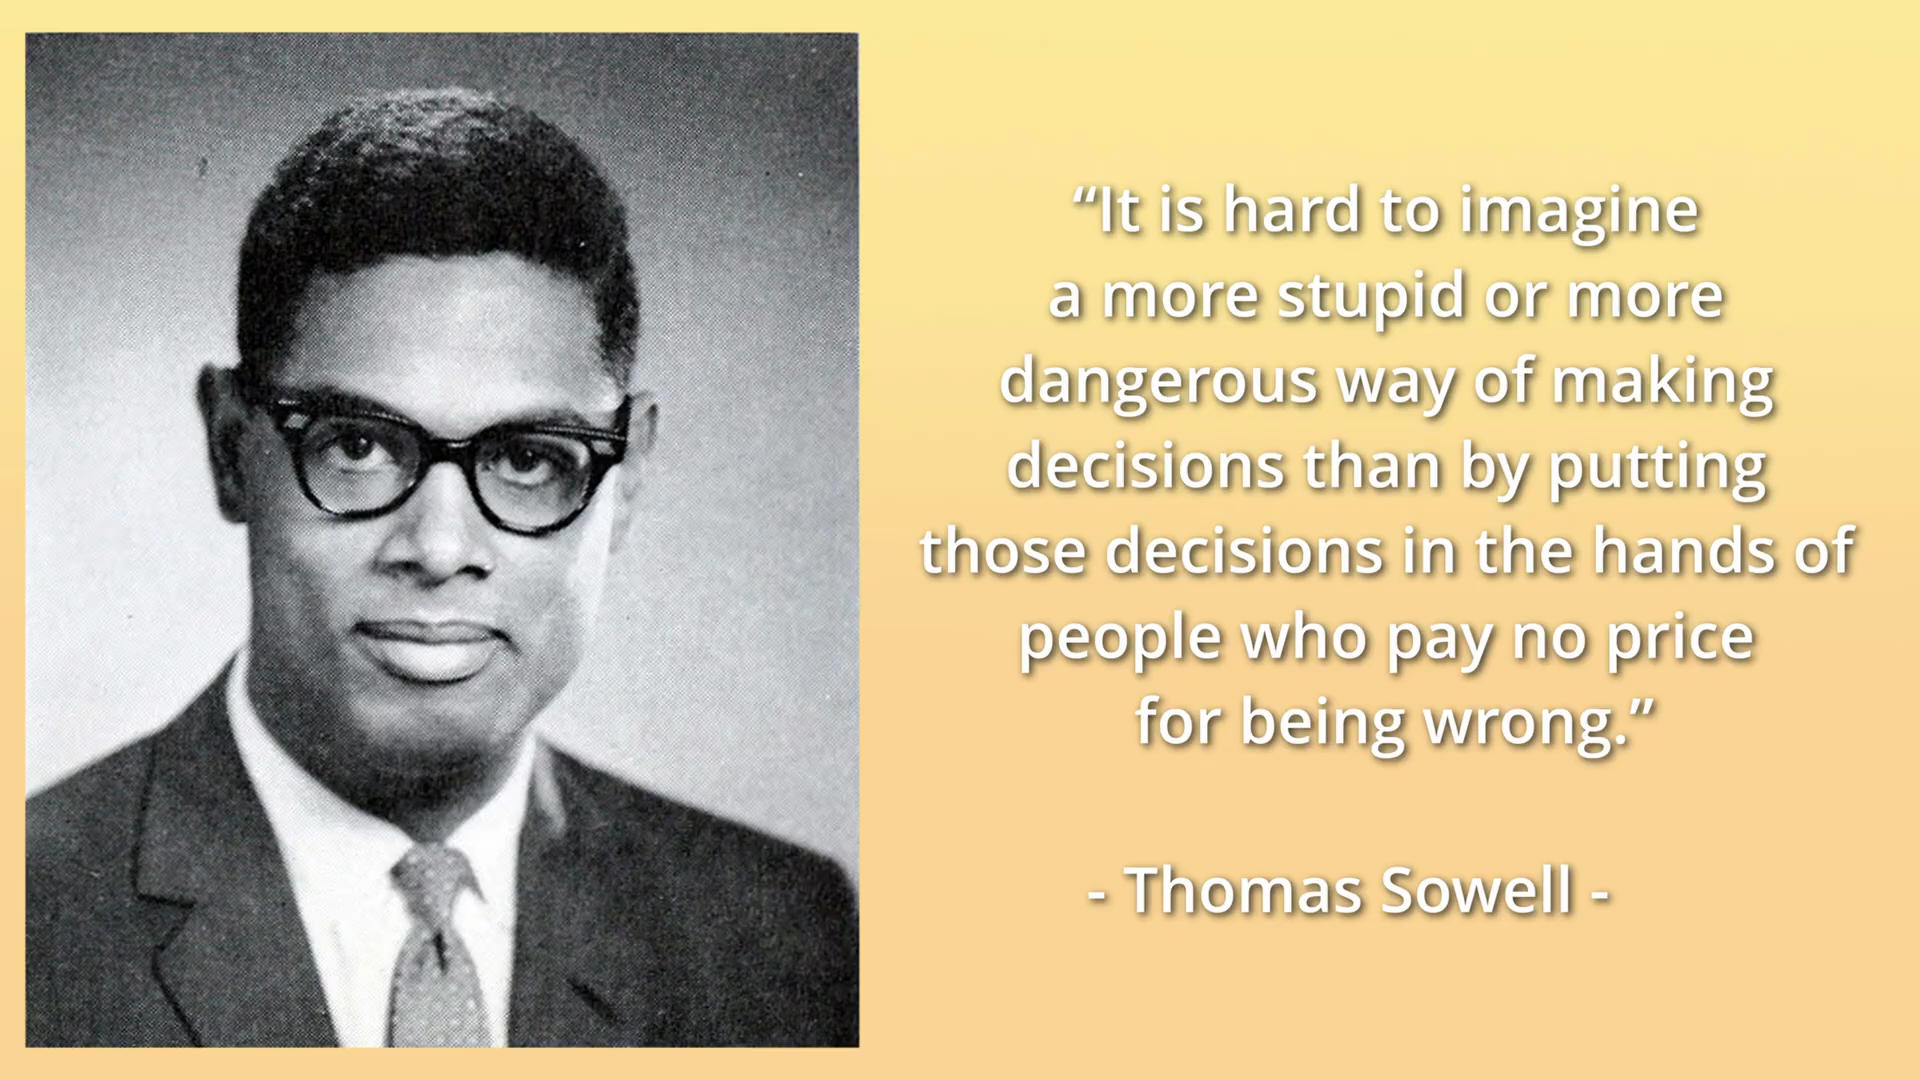 “It is hard to imagine
a more stupid or more
dangerous way of making
decisions than by putting
those decisions in the hands of
people who pay no price
for being wrong.”
- Thomas Sowell -